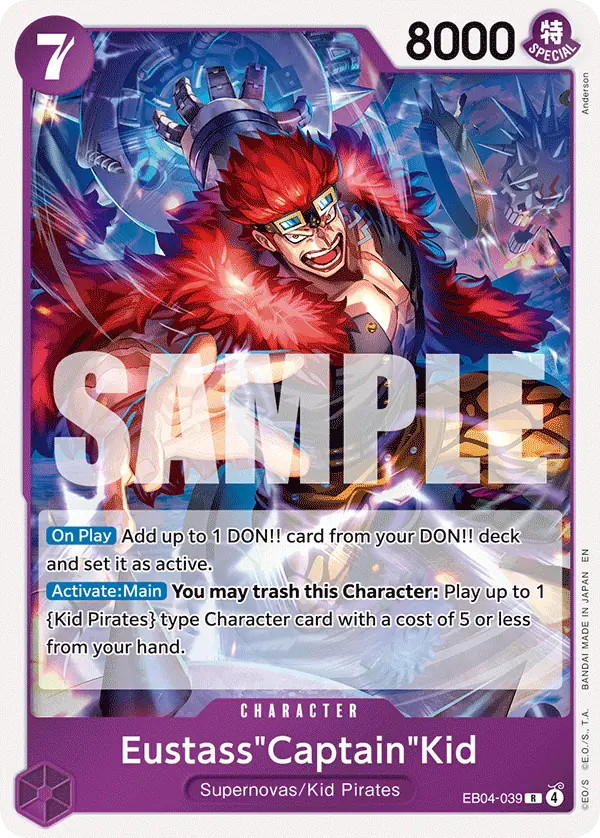 7
8000
特
SPECIAL
Anderson
SAMPLE
On Play Add up to 1 DON!! card from your DON!! deck
and set it as active.
Activate:Main You may trash this Character: Play up to 1
{Kid Pirates} type Character card with a cost of 5 or less
from your hand.
CHARACTER
Eustass"Captain"Kid
Supernovas/Kid Pirates
EB04-039 R 4
©E.O/S ©E.O./S., T.A. BANDAI MADE IN JAPAN EN